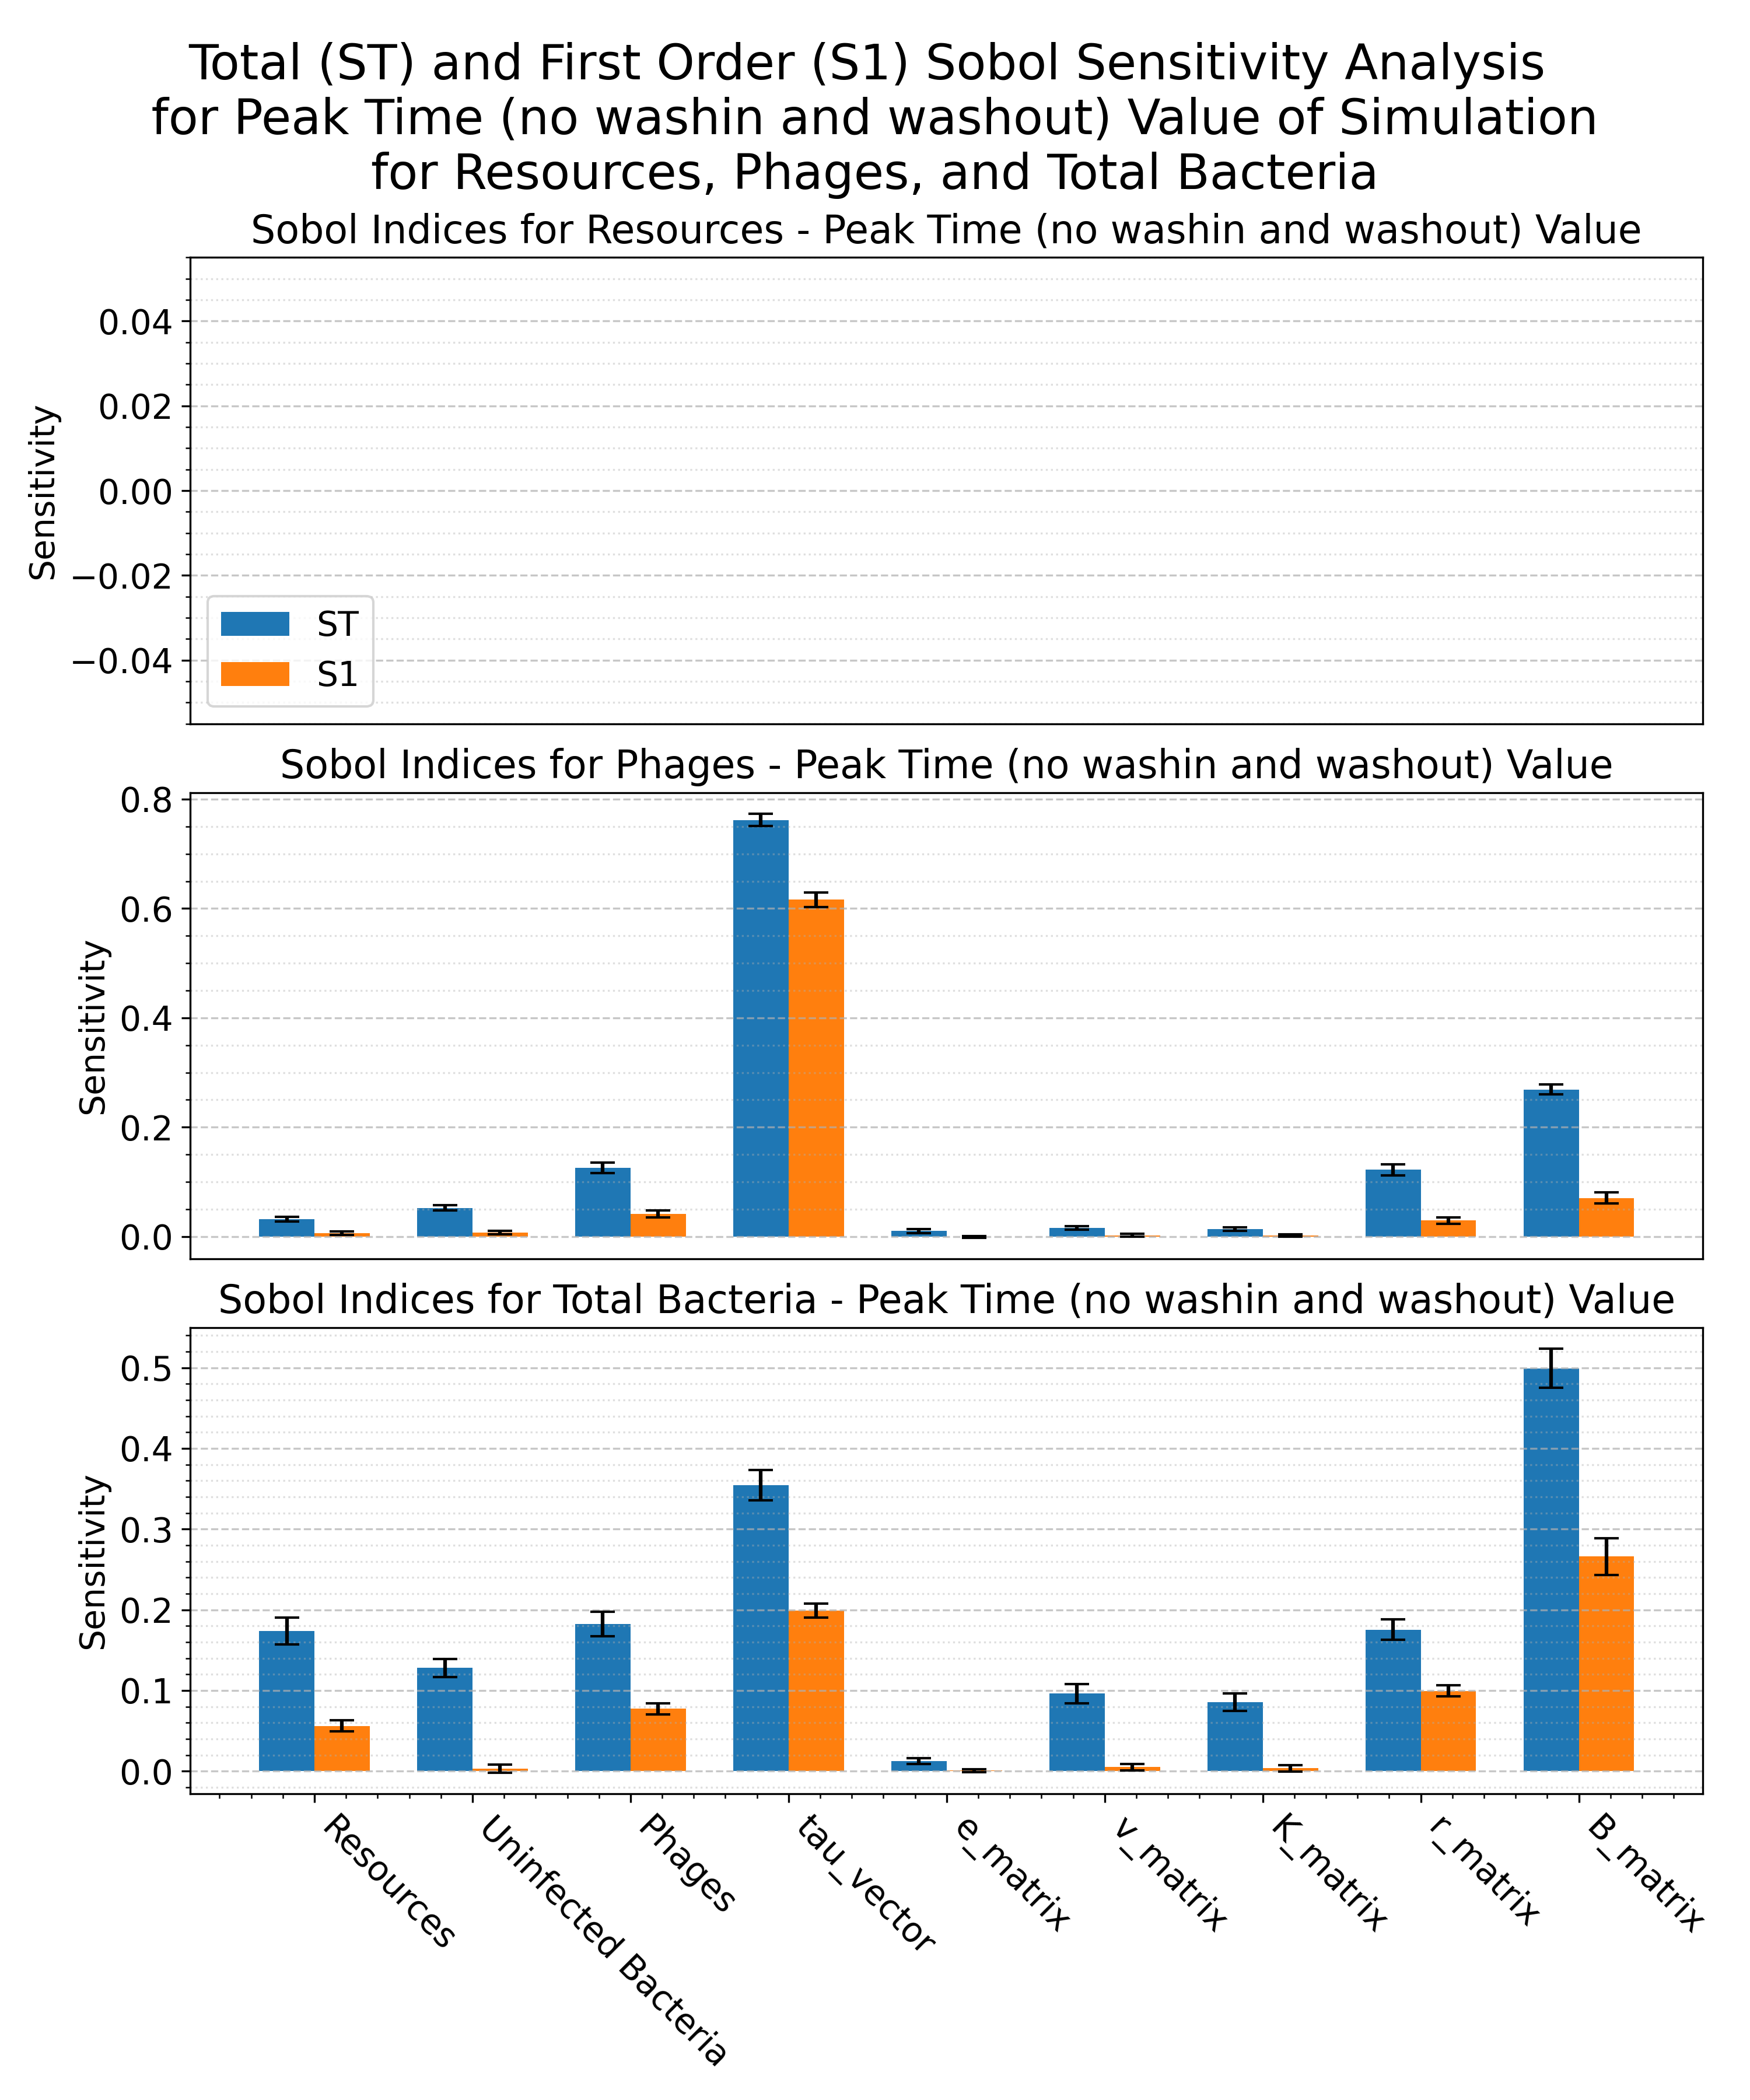 Total (ST) and First Order (S1) Sobol Sensitivity Analysis
for Peak Time (no washin and washout) Value of Simulation
for Resources, Phages, and Total Bacteria
Sobol Indices for Resources - Peak Time (no washin and washout) Value
0.04
0.02
0.00
−0.02
−0.04
Sensitivity
ST
S1
Sobol Indices for Phages - Peak Time (no washin and washout) Value
0.8
0.6
0.4
0.2
0.0
Sensitivity
Sobol Indices for Total Bacteria - Peak Time (no washin and washout) Value
0.5
0.4
0.3
0.2
0.1
0.0
Sensitivity
Resources
Uninfected Bacteria
Phages
tau_vector
e_matrix
v_matrix
K_matrix
r_matrix
B_matrix